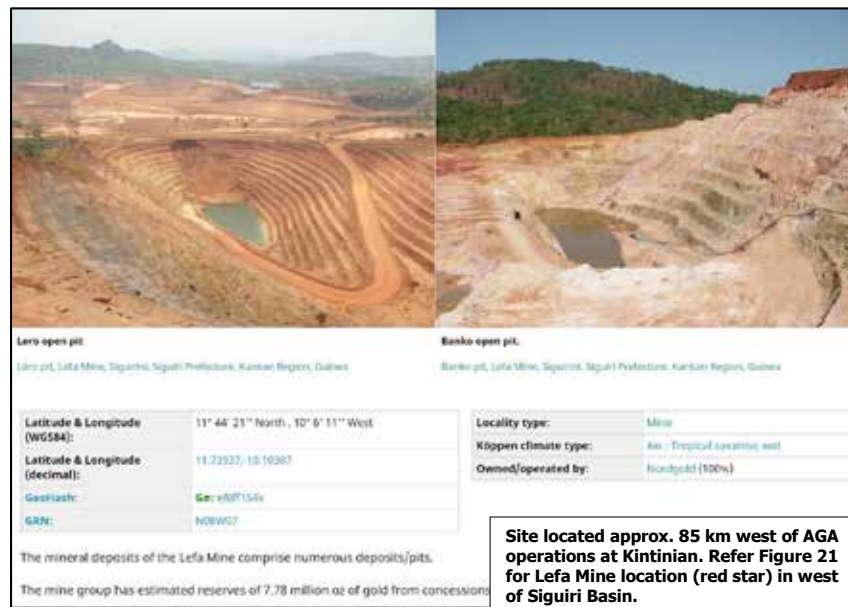 Lero open pit
Léro pit, Lefa Mine, Siguirini, Siguiri Prefecture, Kankan Region, Guinea
Banko open pit.
Banko pit, Lefa Mine, Siguirini, Siguiri Prefecture, Kankan Region, Guinea
Latitude & Longitude (WGS84):
11° 44' 21'' North , 10° 6' 11'' West
Latitude & Longitude (decimal):
GeoHash:
G#:
GRN:
N08WG7
Locality type:
Mine
Köppen climate type:
Aw : Tropical savanna, wet
Owned/operated by:
Nordgold (100%)
The mineral deposits of the Lefa Mine comprise numerous deposits/pits.
The mine group has estimated reserves of 7.78 million oz of gold from concessions
Site located approx. 85 km west of AGA
operations at Kintinian. Refer Figure 21
for Lefa Mine location (red star) in west
of Siguiri Basin.